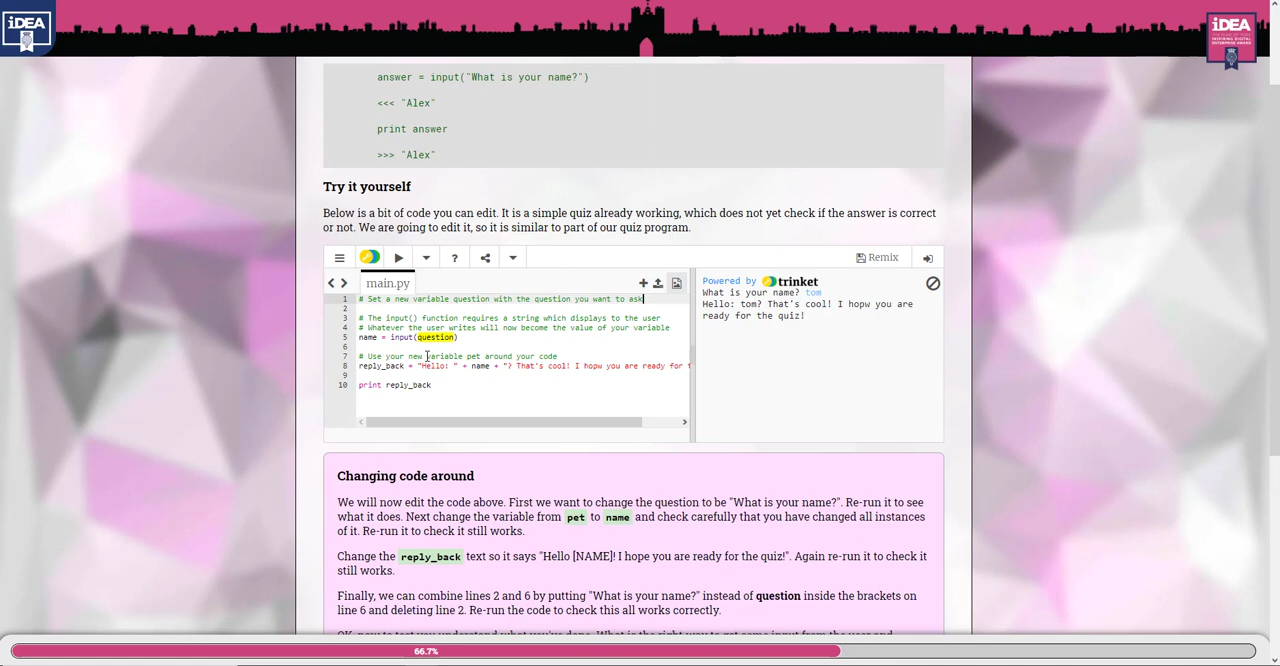 iDEA
iDEA
INSPIRING DIGITAL
ENTERPRISE AWARD
answer = input("What is your name?")
<<< "Alex"
print answer
>>> "Alex"
Try it yourself
Below is a bit of code you can edit. It is a simple quiz already working, which does not yet check if the answer is correct
or not. We are going to edit it, so it is similar to part of our quiz program.
?
Remix
main.py
1 # Set a new variable question with the question you want to ask
2
3 # The input() function requires a string which displays to the user
4 # Whatever the user writes will now become the value of your variable
5 name = input(question)
6
7 # Use your new variable pet around your code
8 reply_back = "Hello: " + name + "? That's cool! I hopw you are ready for t
9
10 print reply_back
Powered by trinket
What is your name? tom
Hello: tom? That's cool! I hopw you are
ready for the quiz!
Changing code around
We will now edit the code above. First we want to change the question to be "What is your name?". Re-run it to see
what it does. Next change the variable from pet to name and check carefully that you have changed all instances
of it. Re-run it to check it still works.
Change the reply_back text so it says "Hello [NAME]! I hope you are ready for the quiz!". Again re-run it to check it
still works.
Finally, we can combine lines 2 and 6 by putting "What is your name?" instead of question inside the brackets on
line 6 and deleting line 2. Re-run the code to check this all works correctly.
66.7%